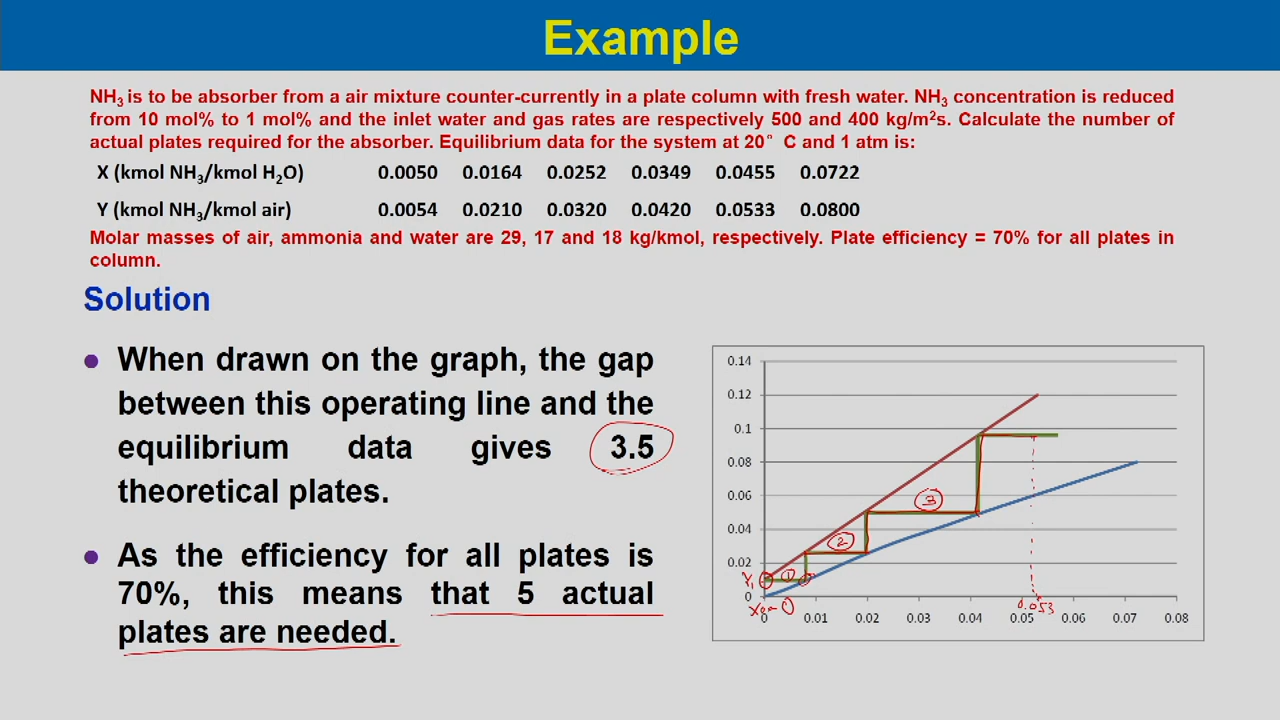 Example
NH3 is to be absorber from a air mixture counter-currently in a plate column with fresh water. NH3 concentration is reduced
from 10 mol% to 1 mol% and the inlet water and gas rates are respectively 500 and 400 kg/m2s. Calculate the number of
actual plates required for the absorber. Equilibrium data for the system at 20° C and 1 atm is:
X (kmol NH3/kmol H2O) 0.0050 0.0164 0.0252 0.0349 0.0455 0.0722
Y (kmol NH3/kmol air) 0.0054 0.0210 0.0320 0.0420 0.0533 0.0800
Molar masses of air, ammonia and water are 29, 17 and 18 kg/kmol, respectively. Plate efficiency = 70% for all plates in
column.
Solution
When drawn on the graph, the gap
between this operating line and the
equilibrium data gives 3.5
theoretical plates.
As the efficiency for all plates is
70%, this means that 5 actual
plates are needed.
0.14
0.12
0.1
0.08
0.06
0.04
0.02
0
3
2
1
Y1
X0=0
0.053
0 0.01 0.02 0.03 0.04 0.05 0.06 0.07 0.08